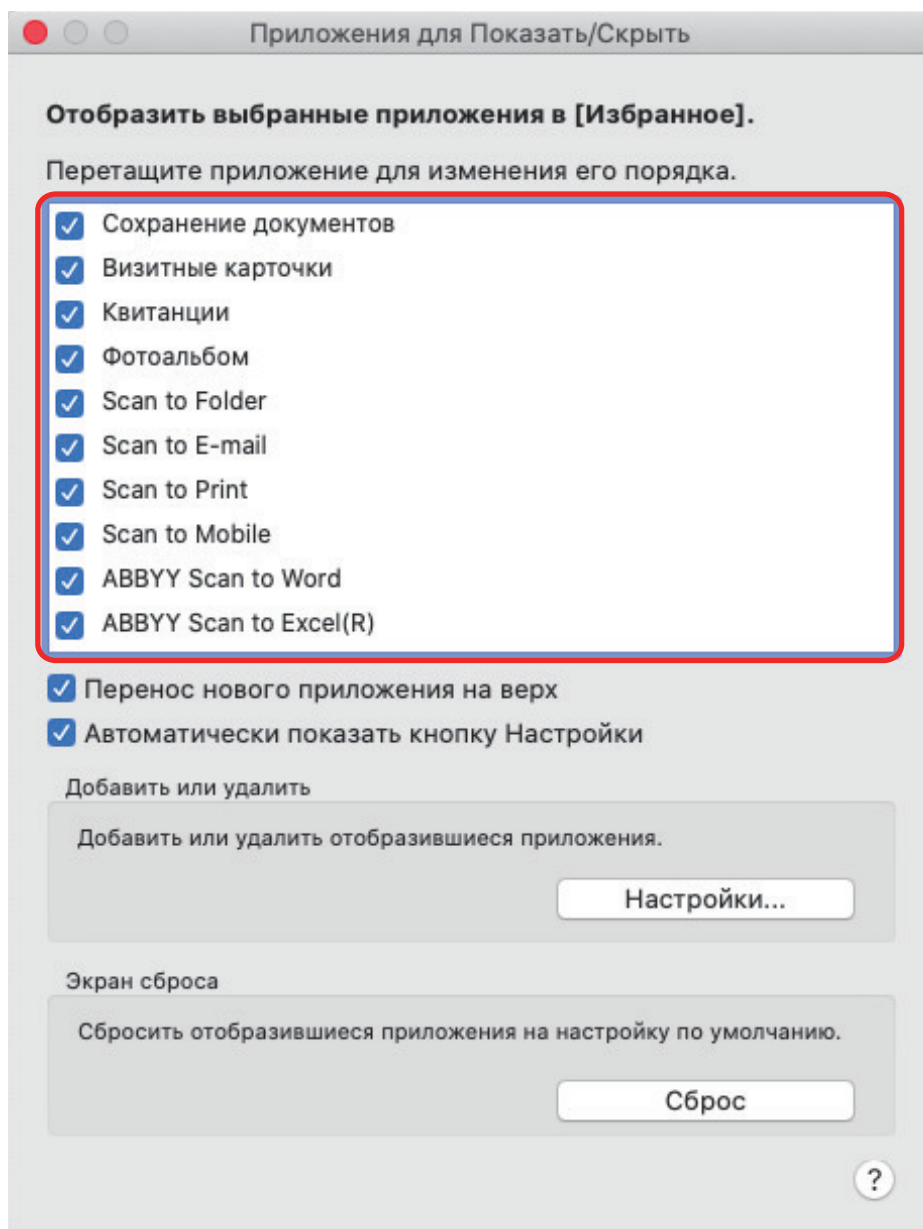 Приложения для Показать/Скрыть
Отобразить выбранные приложения в [Избранное].
Перетащите приложение для изменения его порядка.
Сохранение документов
Визитные карточки
Квитанции
Фотоальбом
Scan to Folder
Scan to E-mail
Scan to Print
Scan to Mobile
ABBYY Scan to Word
ABBYY Scan to Excel(R)
Перенос нового приложения на верх
Автоматически показать кнопку Настройки
Добавить или удалить
Добавить или удалить отобразившиеся приложения.
Настройки...
Экран сброса
Сбросить отобразившиеся приложения на настройку по умолчанию.
Сброс
?